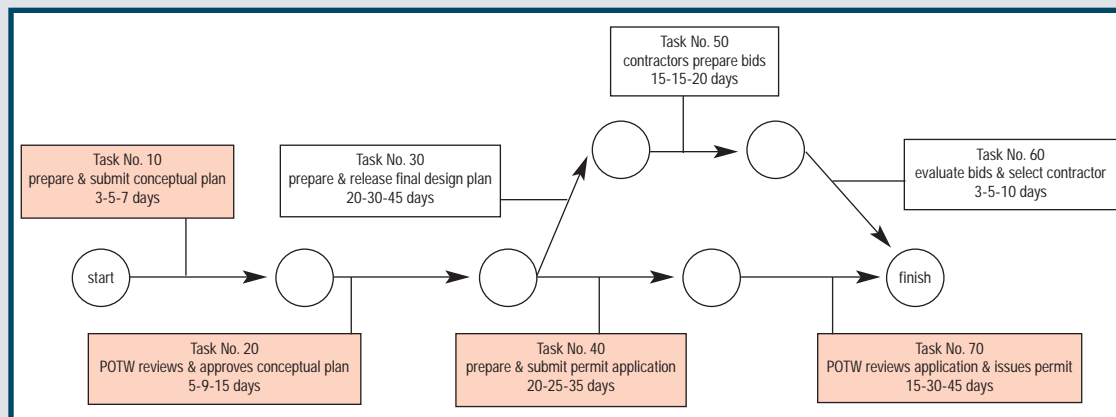 Task No. 50
contractors prepare bids
15-15-20 days
Task No. 10
prepare & submit conceptual plan
3-5-7 days
Task No. 30
prepare & release final design plan
20-30-45 days
Task No. 60
evaluate bids & select contractor
3-5-10 days
start
finish
Task No. 20
POTW reviews & approves conceptual plan
5-9-15 days
Task No. 40
prepare & submit permit application
20-25-35 days
Task No. 70
POTW reviews application & issues permit
15-30-45 days